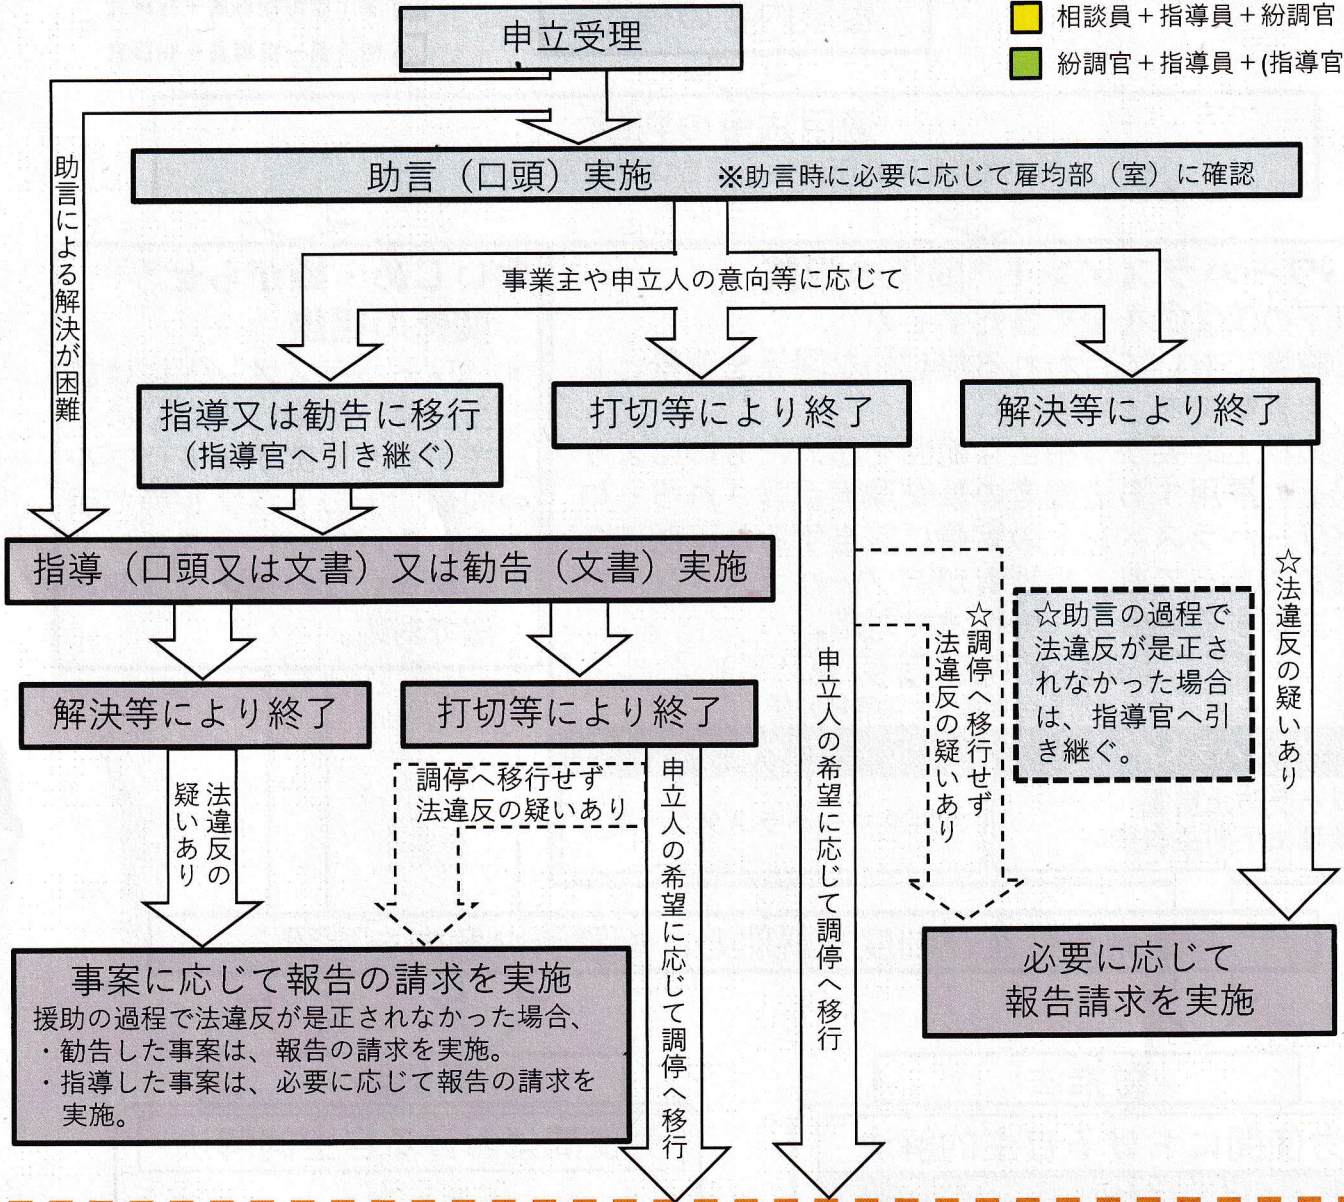 申立受理
相談員＋指導員＋紛調官
紛調官＋指導員＋(指導官
助言による解決が困難
助言（口頭）実施　※助言時に必要に応じて雇均部（室）に確認
事業主や申立人の意向等に応じて
指導又は勧告に移行
（指導官へ引き継ぐ）
打切等により終了
解決等により終了
指導（口頭又は文書）又は勧告（文書）実施
☆調停へ移行せず
法違反の疑いあり
☆助言の過程で
法違反が是正さ
れなかった場合
は、指導官へ引
き継ぐ。
☆法違反の疑いあり
申立人の希望に応じて調停へ移行
解決等により終了
打切等により終了
法違反の
疑いあり
調停へ移行せず
法違反の疑いあり
申立人の希望に応じて調停へ移行
事案に応じて報告の請求を実施
援助の過程で法違反が是正されなかった場合、
・勧告した事案は、報告の請求を実施。
・指導した事案は、必要に応じて報告の請求を
実施。
必要に応じて
報告請求を実施